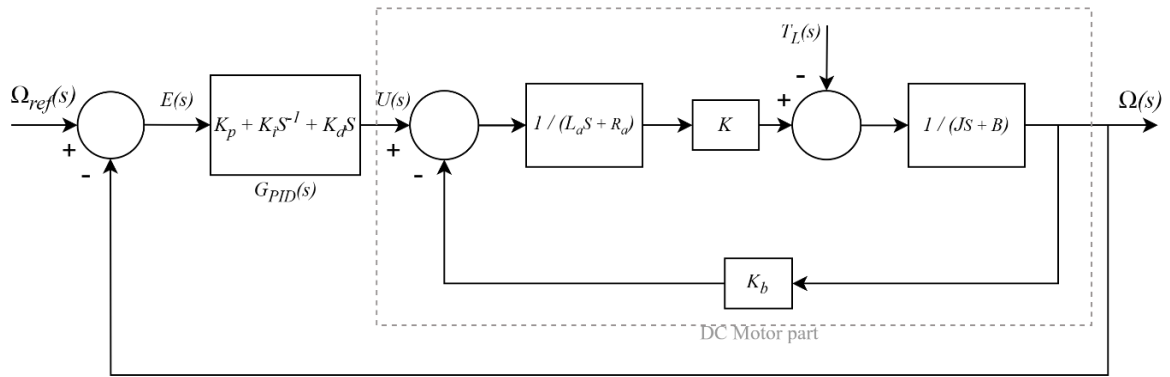 T_L(s)
Ω_ref(s)
E(s)
U(s)
Ω(s)
-
+
K_p + K_i S^-1 + K_d S
1 / (L_a S + R_a)
K
1 / (JS + B)
+
-
+
-
G_PID(s)
K_b
DC Motor part